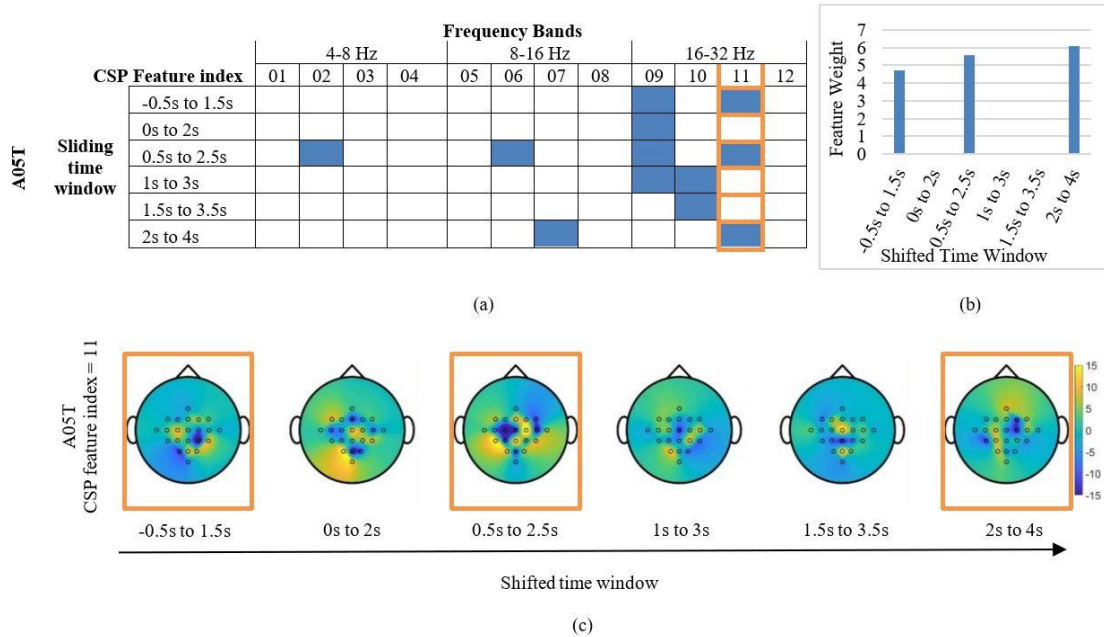 Frequency Bands
4-8 Hz 8-16 Hz 16-32 Hz
CSP Feature index 01 02 03 04 05 06 07 08 09 10 11 12
A05T
Sliding
time
window
-0.5s to 1.5s
0s to 2s
0.5s to 2.5s
1s to 3s
1.5s to 3.5s
2s to 4s
(a)
Feature Weight
7
6
5
4
3
2
1
0
-0.5s to 1.5s
0s to 2s
-0.5s to 2.5s
1s to 3s
1.5s to 3.5s
2s to 4s
Shifted Time Window
(b)
A05T
CSP feature index = 11
15
10
5
0
-5
-10
-15
-0.5s to 1.5s 0s to 2s 0.5s to 2.5s 1s to 3s 1.5s to 3.5s 2s to 4s
Shifted time window
(c)